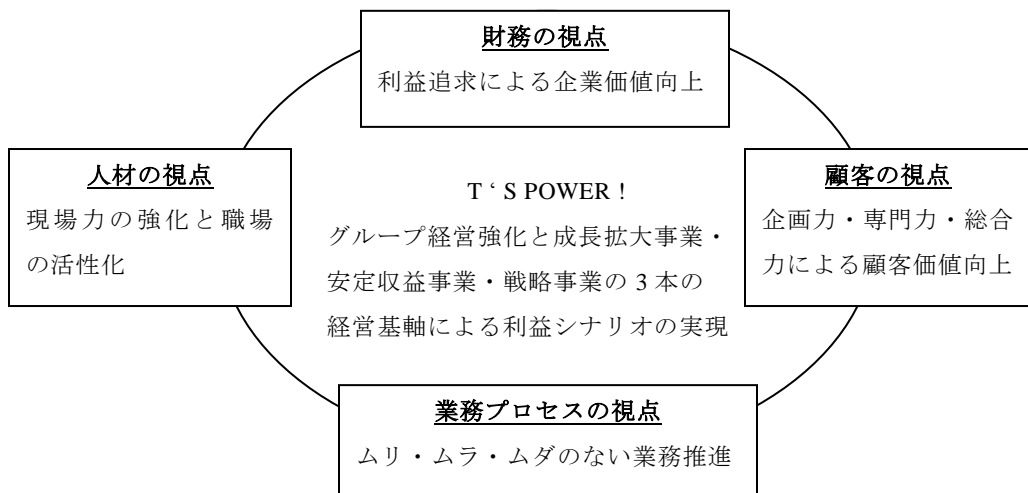 財務の視点
利益追求による企業価値向上
人材の視点
現場力の強化と職場
の活性化
T ‘ S POWER !
グループ経営強化と成長拡大事業・
安定収益事業・戦略事業の 3 本の
経営基軸による利益シナリオの実現
顧客の視点
企画力・専門力・総合
力による顧客価値向上
業務プロセスの視点
ムリ・ムラ・ムダのない業務推進